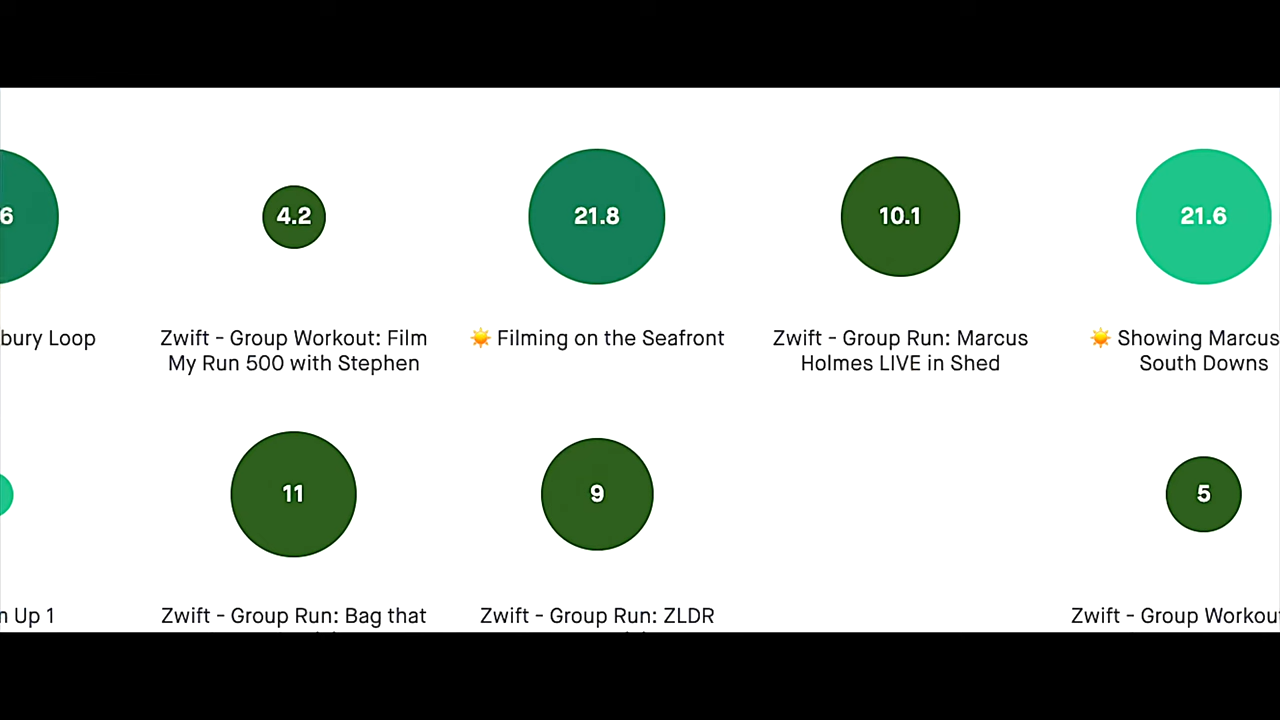 6
4.2
21.8
10.1
21.6
bury Loop
Zwift - Group Workout: Film
My Run 500 with Stephen
Filming on the Seafront
Zwift - Group Run: Marcus
Holmes LIVE in Shed
Showing Marcus
South Downs
11
9
5
Up 1
Zwift - Group Run: Bag that
Zwift - Group Run: ZLDR
Zwift - Group Workou